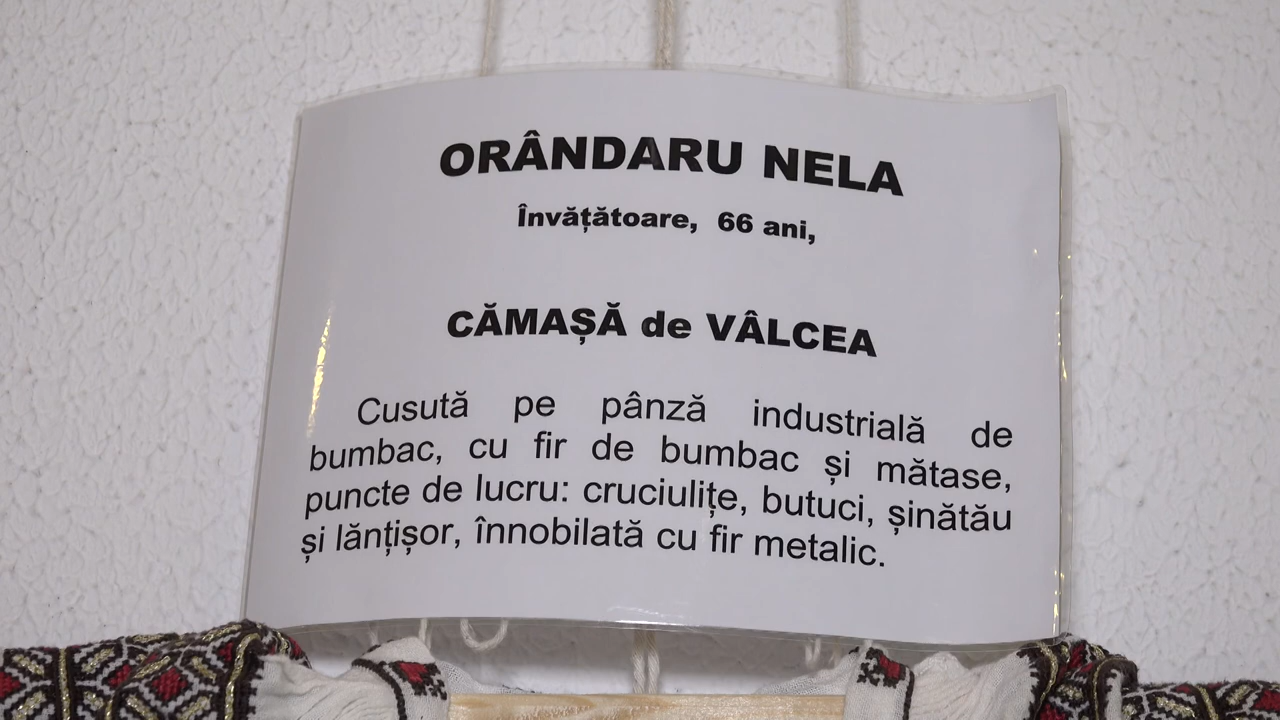 ORÂNDARU NELA
Învățătoare, 66 ani,
CĂMAȘĂ de VÂLCEA
Cusută pe pânză industrială de
bumbac, cu fir de bumbac și mătase,
puncte de lucru: cruciulițe, butuci, șinătău
și lănțișor, înnobilată cu fir metalic.